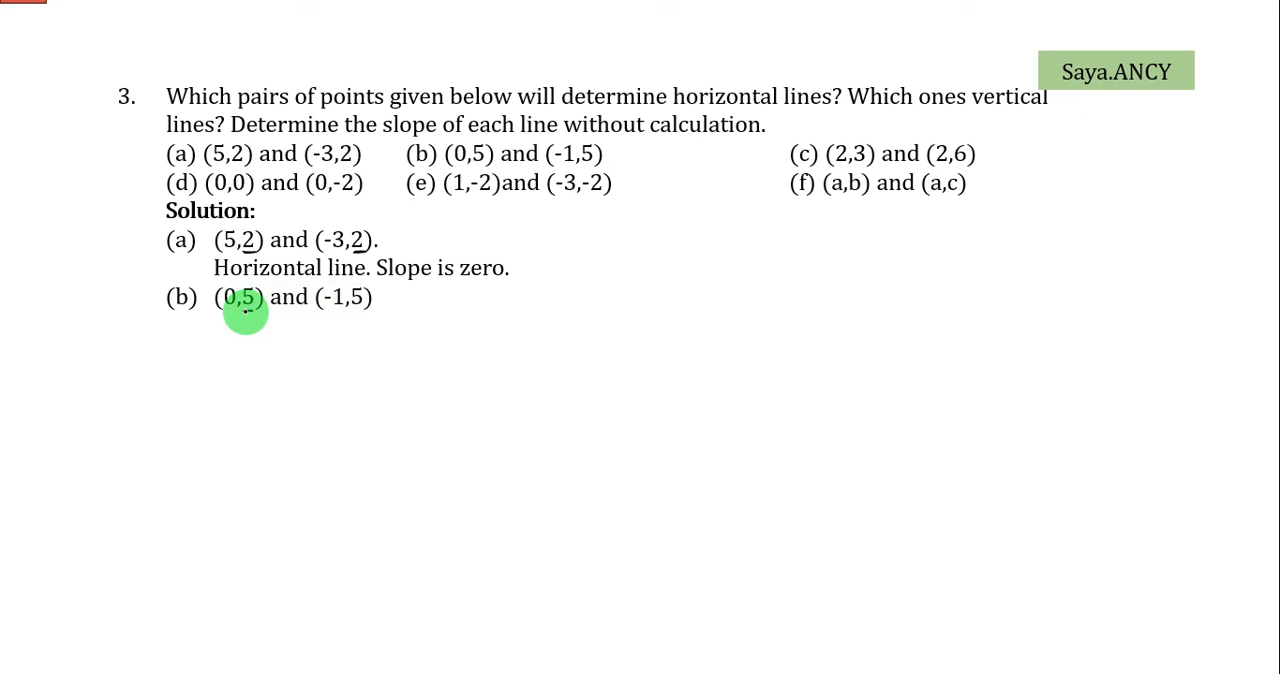 Saya.ANCY
3. Which pairs of points given below will determine horizontal lines? Which ones vertical
lines? Determine the slope of each line without calculation.
(a) (5,2) and (-3,2) (b) (0,5) and (-1,5) (c) (2,3) and (2,6)
(d) (0,0) and (0,-2) (e) (1,-2)and (-3,-2) (f) (a,b) and (a,c)
Solution:
(a) (5,2) and (-3,2).
Horizontal line. Slope is zero.
(b) (0,5) and (-1,5)